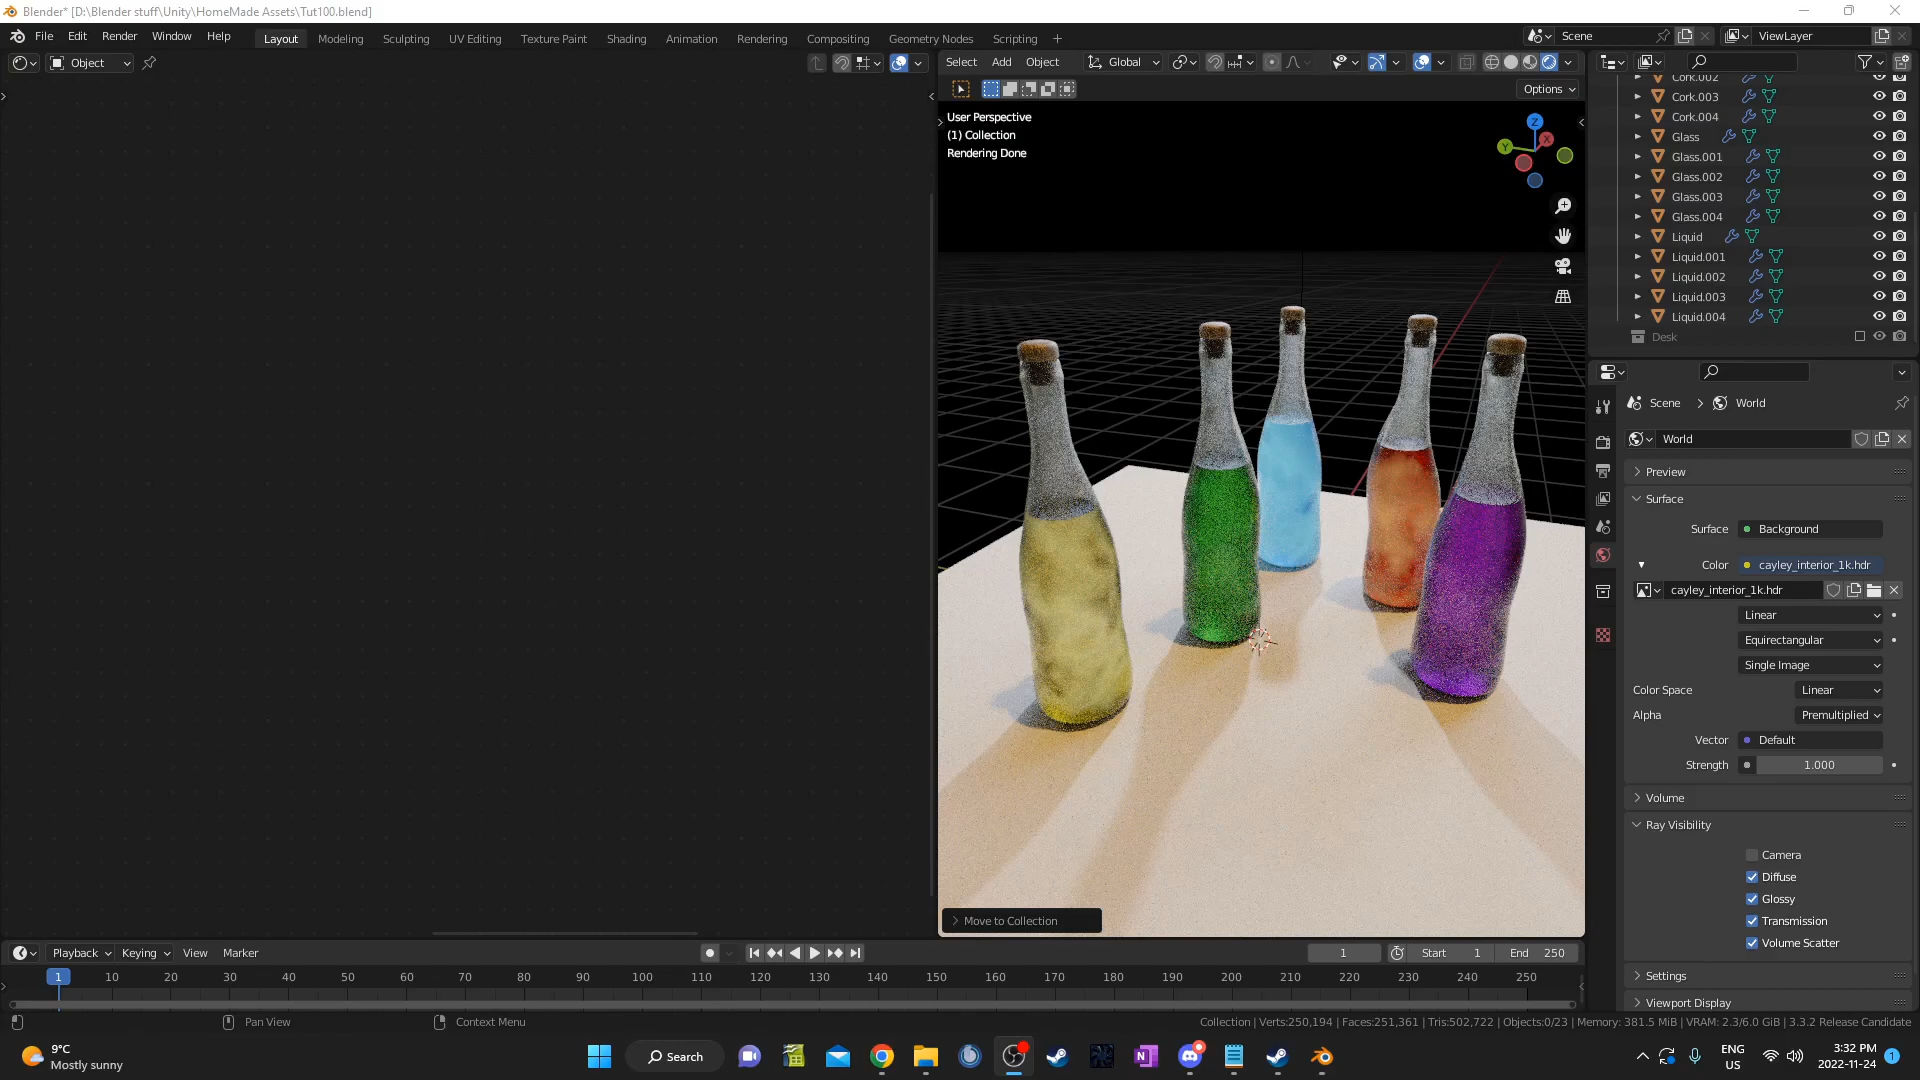 Blender* [D:\Blender stuff\Unity\HomeMade Assets\Tut100.blend]
File Edit Render Window Help Layout Modeling Sculpting UV Editing Texture Paint Shading Animation Rendering Compositing Geometry Nodes Scripting + Scene ViewLayer
Object Select Add Object Global
Options
User Perspective
(1) Collection
Rendering Done
Cork.002
Cork.003
Cork.004
Glass
Glass.001
Glass.002
Glass.003
Glass.004
Liquid
Liquid.001
Liquid.002
Liquid.003
Liquid.004
Desk
Z
X
Y
Scene > World
World
Preview
Surface
Surface Background
Color cayley_interior_1k.hdr
cayley_interior_1k.hdr
Linear
Equirectangular
Single Image
Color Space Linear
Alpha Premultiplied
Vector Default
Strength 1.000
Volume
Ray Visibility
Camera
Diffuse
Glossy
Transmission
Volume Scatter
Settings
Viewport Display
Move to Collection
Playback Keying View Marker 1 Start 1 End 250
1 10 20 30 40 50 60 70 80 90 100 110 120 130 140 150 160 170 180 190 200 210 220 230 240 250
Pan View Context Menu Collection | Verts:250,194 | Faces:251,361 | Tris:502,722 | Objects:0/23 | Memory: 381.5 MiB | VRAM: 2.3/6.0 GiB | 3.3.2 Release Candidate
9°C
Mostly sunny
Search
ENG
US
3:32 PM
2022-11-24
1